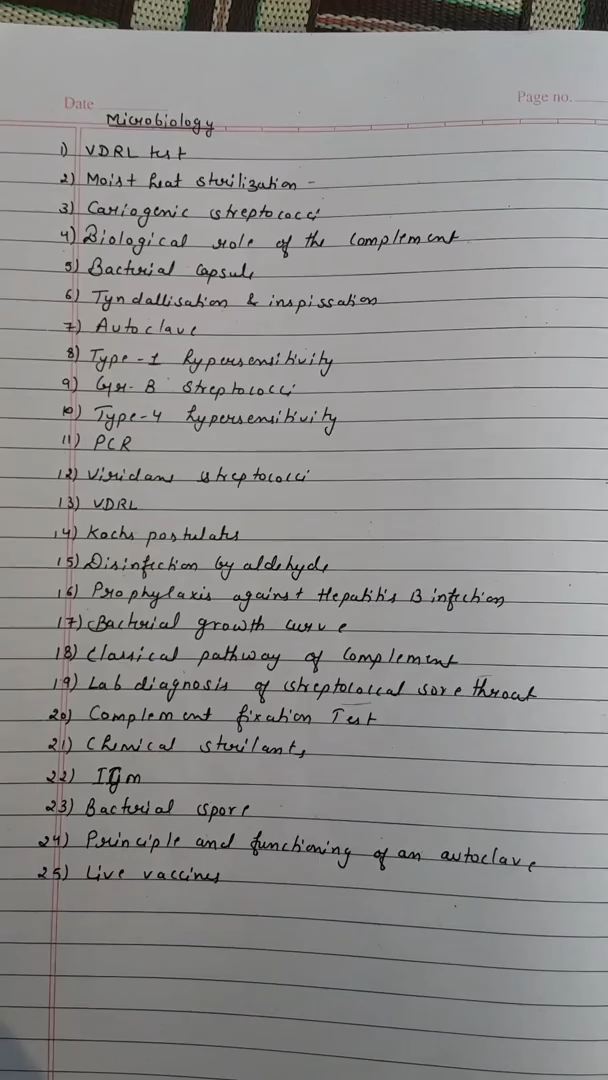 Date
Page no.
Microbiology
1) VDRL test
2) Moist heat sterilization -
3) Cariogenic streptococci
4) Biological role of the complement
5) Bacterial capsule
6) Tyndallisation & inspissation
7) Autoclave
8) Type-1 hypersensitivity
9) Grp-B streptococci
10) Type-4 hypersensitivity
11) PCR
12) Viridans streptococci
13) VDRL
14) Kochs postulates
15) Disinfection by aldehyde
16) Prophylaxis against Hepatitis B infection
17) Bacterial growth curve
18) Classical pathway of complement
19) Lab diagnosis of streptococcal sore throat
20) Complement fixation Test
21) Chemical sterilants
22) IgM
23) Bacterial spore
24) Principle and functioning of an autoclave
25) Live vaccines